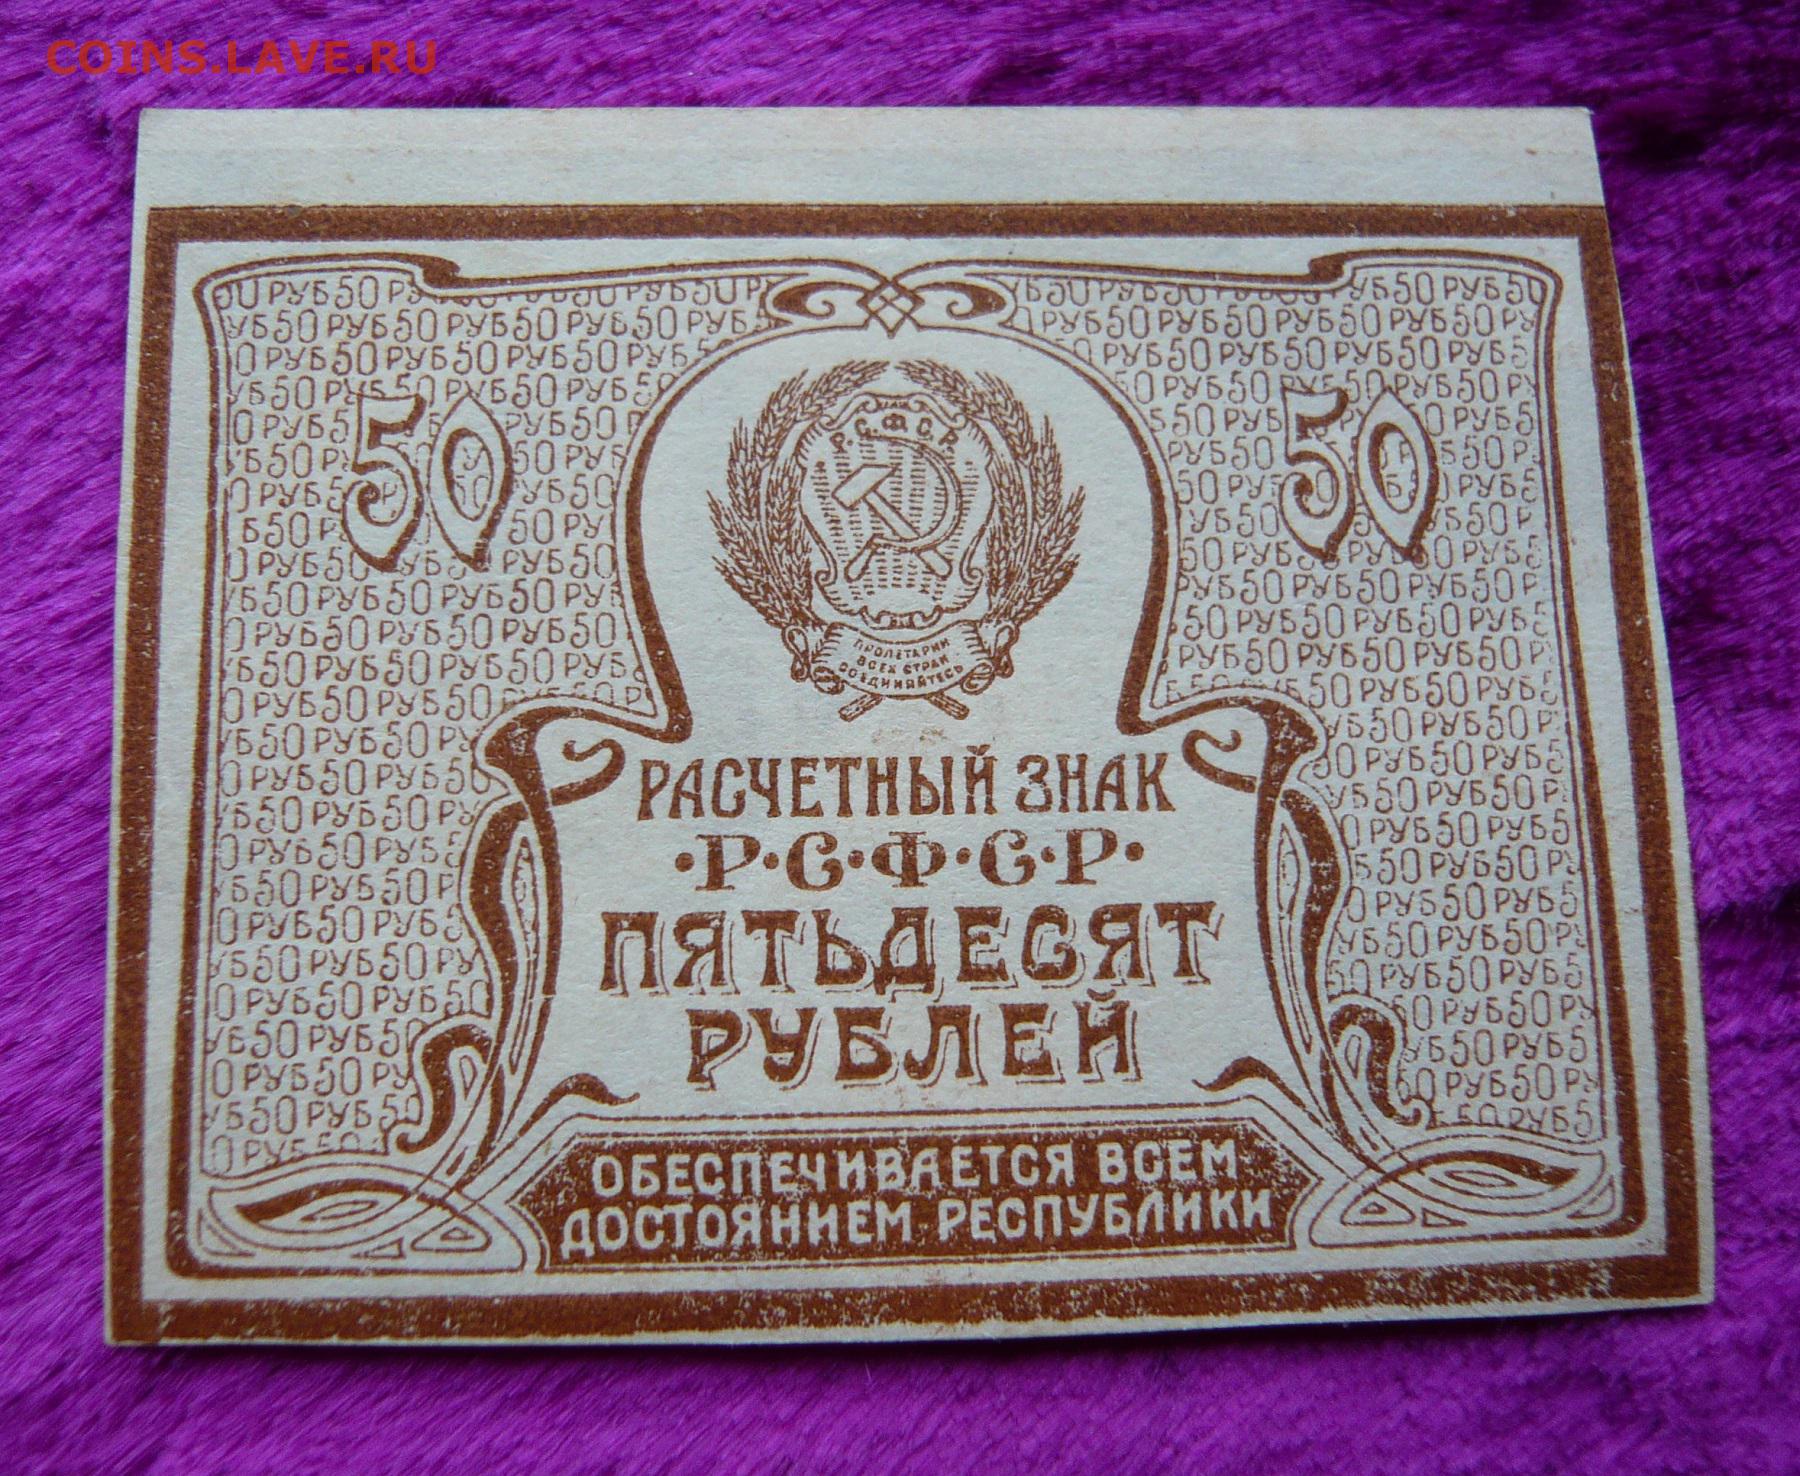 COINS.LAVE.RU
50 50
Р.С.Ф.С.Р.
ПРОЛЕТАРИИ
ВСЕХ СТРАН
СОЕДИНЯЙТЕСЬ
РАСЧЕТНЫЙ ЗНАК
·Р·С·Ф·С·Р·
ПЯТЬДЕСЯТ
РУБЛЕЙ
ОБЕСПЕЧИВАЕТСЯ ВСЕМ
ДОСТОЯНИЕМ РЕСПУБЛИКИ